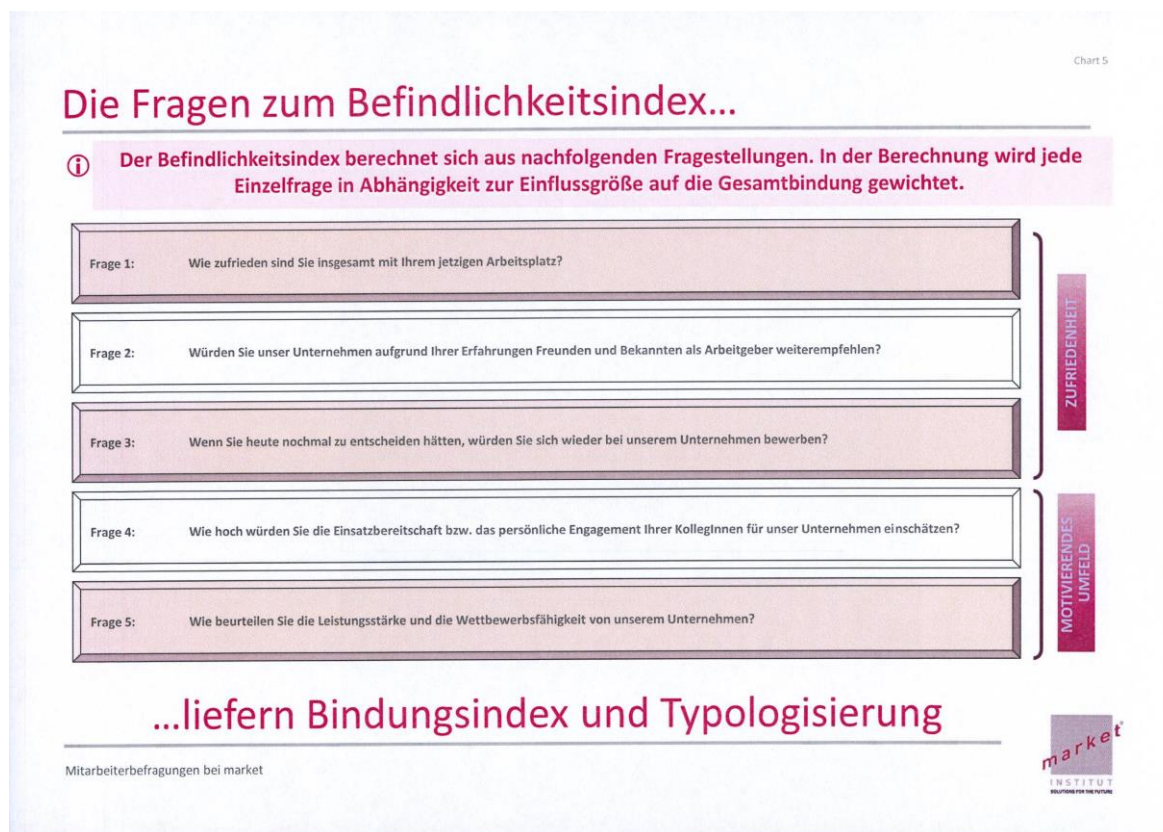 Chart 5
Die Fragen zum Befindlichkeitsindex...
Der Befindlichkeitsindex berechnet sich aus nachfolgenden Fragestellungen. In der Berechnung wird jede
Einzelfrage in Abhängigkeit zur Einflussgröße auf die Gesamtbindung gewichtet.
Frage 1: Wie zufrieden sind Sie insgesamt mit Ihrem jetzigen Arbeitsplatz?
Frage 2: Würden Sie unser Unternehmen aufgrund Ihrer Erfahrungen Freunden und Bekannten als Arbeitgeber weiterempfehlen?
Frage 3: Wenn Sie heute nochmal zu entscheiden hätten, würden Sie sich wieder bei unserem Unternehmen bewerben?
ZUFRIEDENHEIT
Frage 4: Wie hoch würden Sie die Einsatzbereitschaft bzw. das persönliche Engagement Ihrer KollegInnen für unser Unternehmen einschätzen?
Frage 5: Wie beurteilen Sie die Leistungsstärke und die Wettbewerbsfähigkeit von unserem Unternehmen?
MOTIVIERENDES
UMFELD
...liefern Bindungsindex und Typologisierung
Mitarbeiterbefragungen bei market
market
INSTITUT
SOLUTIONS FOR THE FUTURE